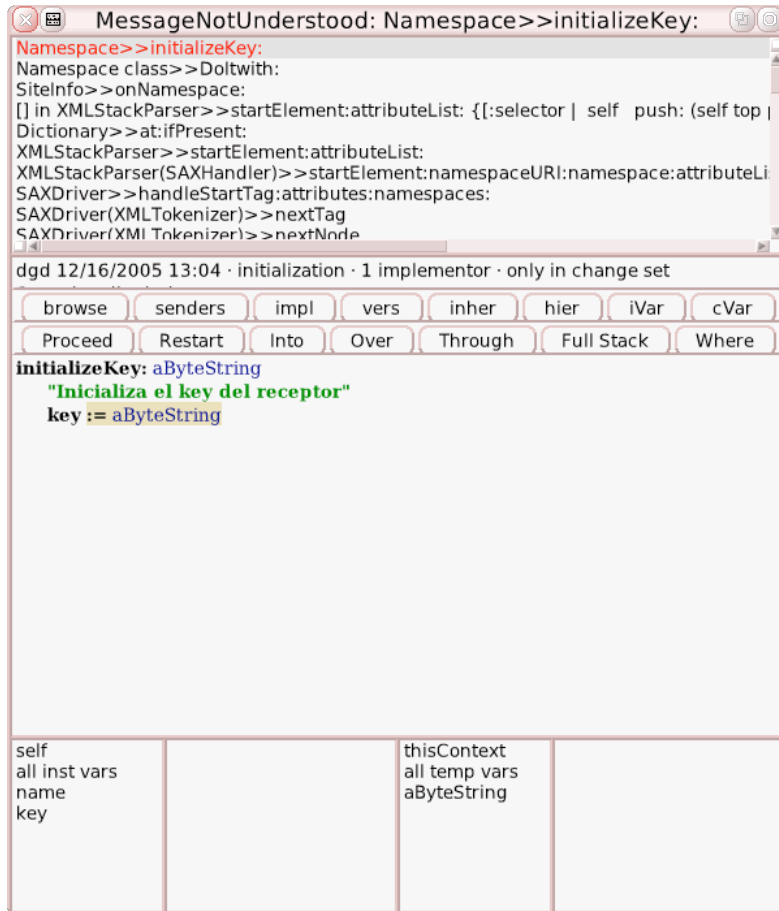 MessageNotUnderstood: Namespace>>initializeKey:
Namespace>>initializeKey:
Namespace class>>DoItwith:
SiteInfo>>onNamespace:
[] in XMLStackParser>>startElement:attributeList: {[:selector | self push: (self top
Dictionary>>at:ifPresent:
XMLStackParser>>startElement:attributeList:
XMLStackParser(SAXHandler)>>startElement:namespaceURI:namespace:attributeLi
SAXDriver>>handleStartTag:attributes:namespaces:
SAXDriver(XMLTokenizer)>>nextTag
SAXDriver(XMLTokenizer)>>nextNode
dgd 12/16/2005 13:04 · initialization · 1 implementor · only in change set
browse senders impl vers inher hier iVar cVar
Proceed Restart Into Over Through Full Stack Where
initializeKey: aByteString
"Inicializa el key del receptor"
key := aByteString
self
all inst vars
name
key
thisContext
all temp vars
aByteString